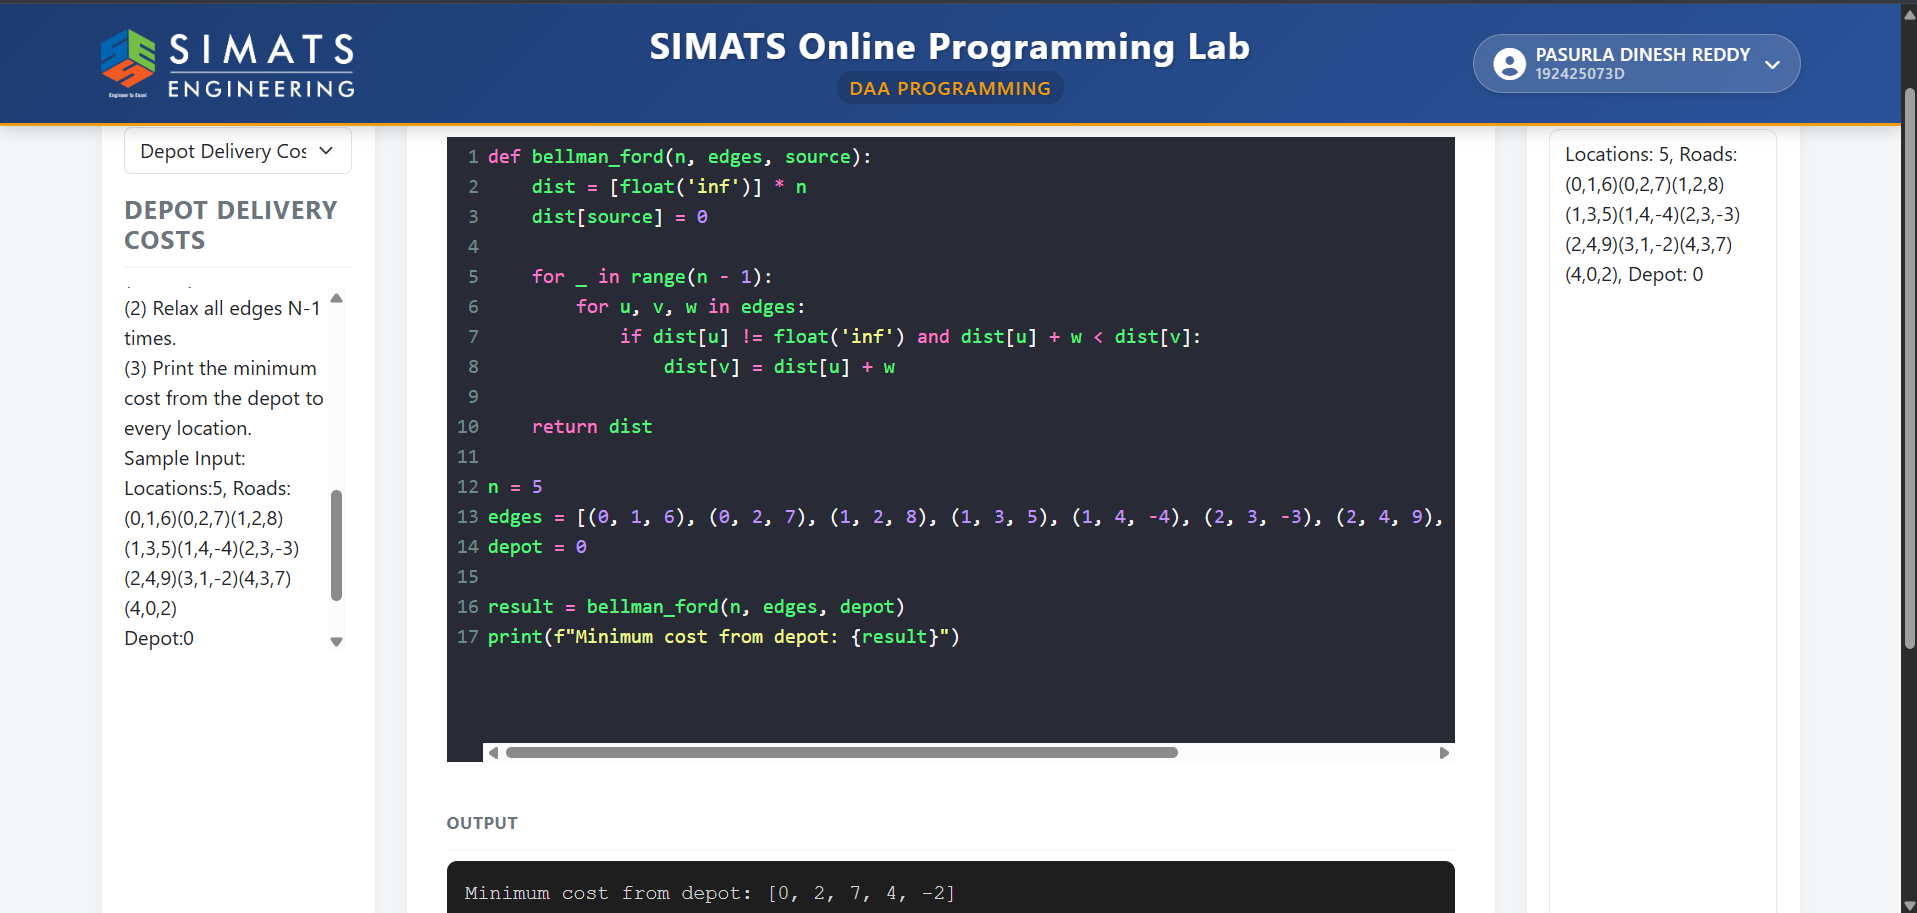 SIMATS
ENGINEERING
Engineer to Excel
SIMATS Online Programming Lab
DAA PROGRAMMING
PASURLA DINESH REDDY
192425073D
Depot Delivery Cos
DEPOT DELIVERY
COSTS
(2) Relax all edges N-1
times.
(3) Print the minimum
cost from the depot to
every location.
Sample Input:
Locations:5, Roads:
(0,1,6)(0,2,7)(1,2,8)
(1,3,5)(1,4,-4)(2,3,-3)
(2,4,9)(3,1,-2)(4,3,7)
(4,0,2)
Depot:0
1 def bellman_ford(n, edges, source):
2     dist = [float('inf')] * n
3     dist[source] = 0
4
5     for _ in range(n - 1):
6         for u, v, w in edges:
7             if dist[u] != float('inf') and dist[u] + w < dist[v]:
8                 dist[v] = dist[u] + w
9
10     return dist
11
12 n = 5
13 edges = [(0, 1, 6), (0, 2, 7), (1, 2, 8), (1, 3, 5), (1, 4, -4), (2, 3, -3), (2, 4, 9),
14 depot = 0
15
16 result = bellman_ford(n, edges, depot)
17 print(f"Minimum cost from depot: {result}")
OUTPUT
Minimum cost from depot: [0, 2, 7, 4, -2]
Locations: 5, Roads:
(0,1,6)(0,2,7)(1,2,8)
(1,3,5)(1,4,-4)(2,3,-3)
(2,4,9)(3,1,-2)(4,3,7)
(4,0,2), Depot: 0